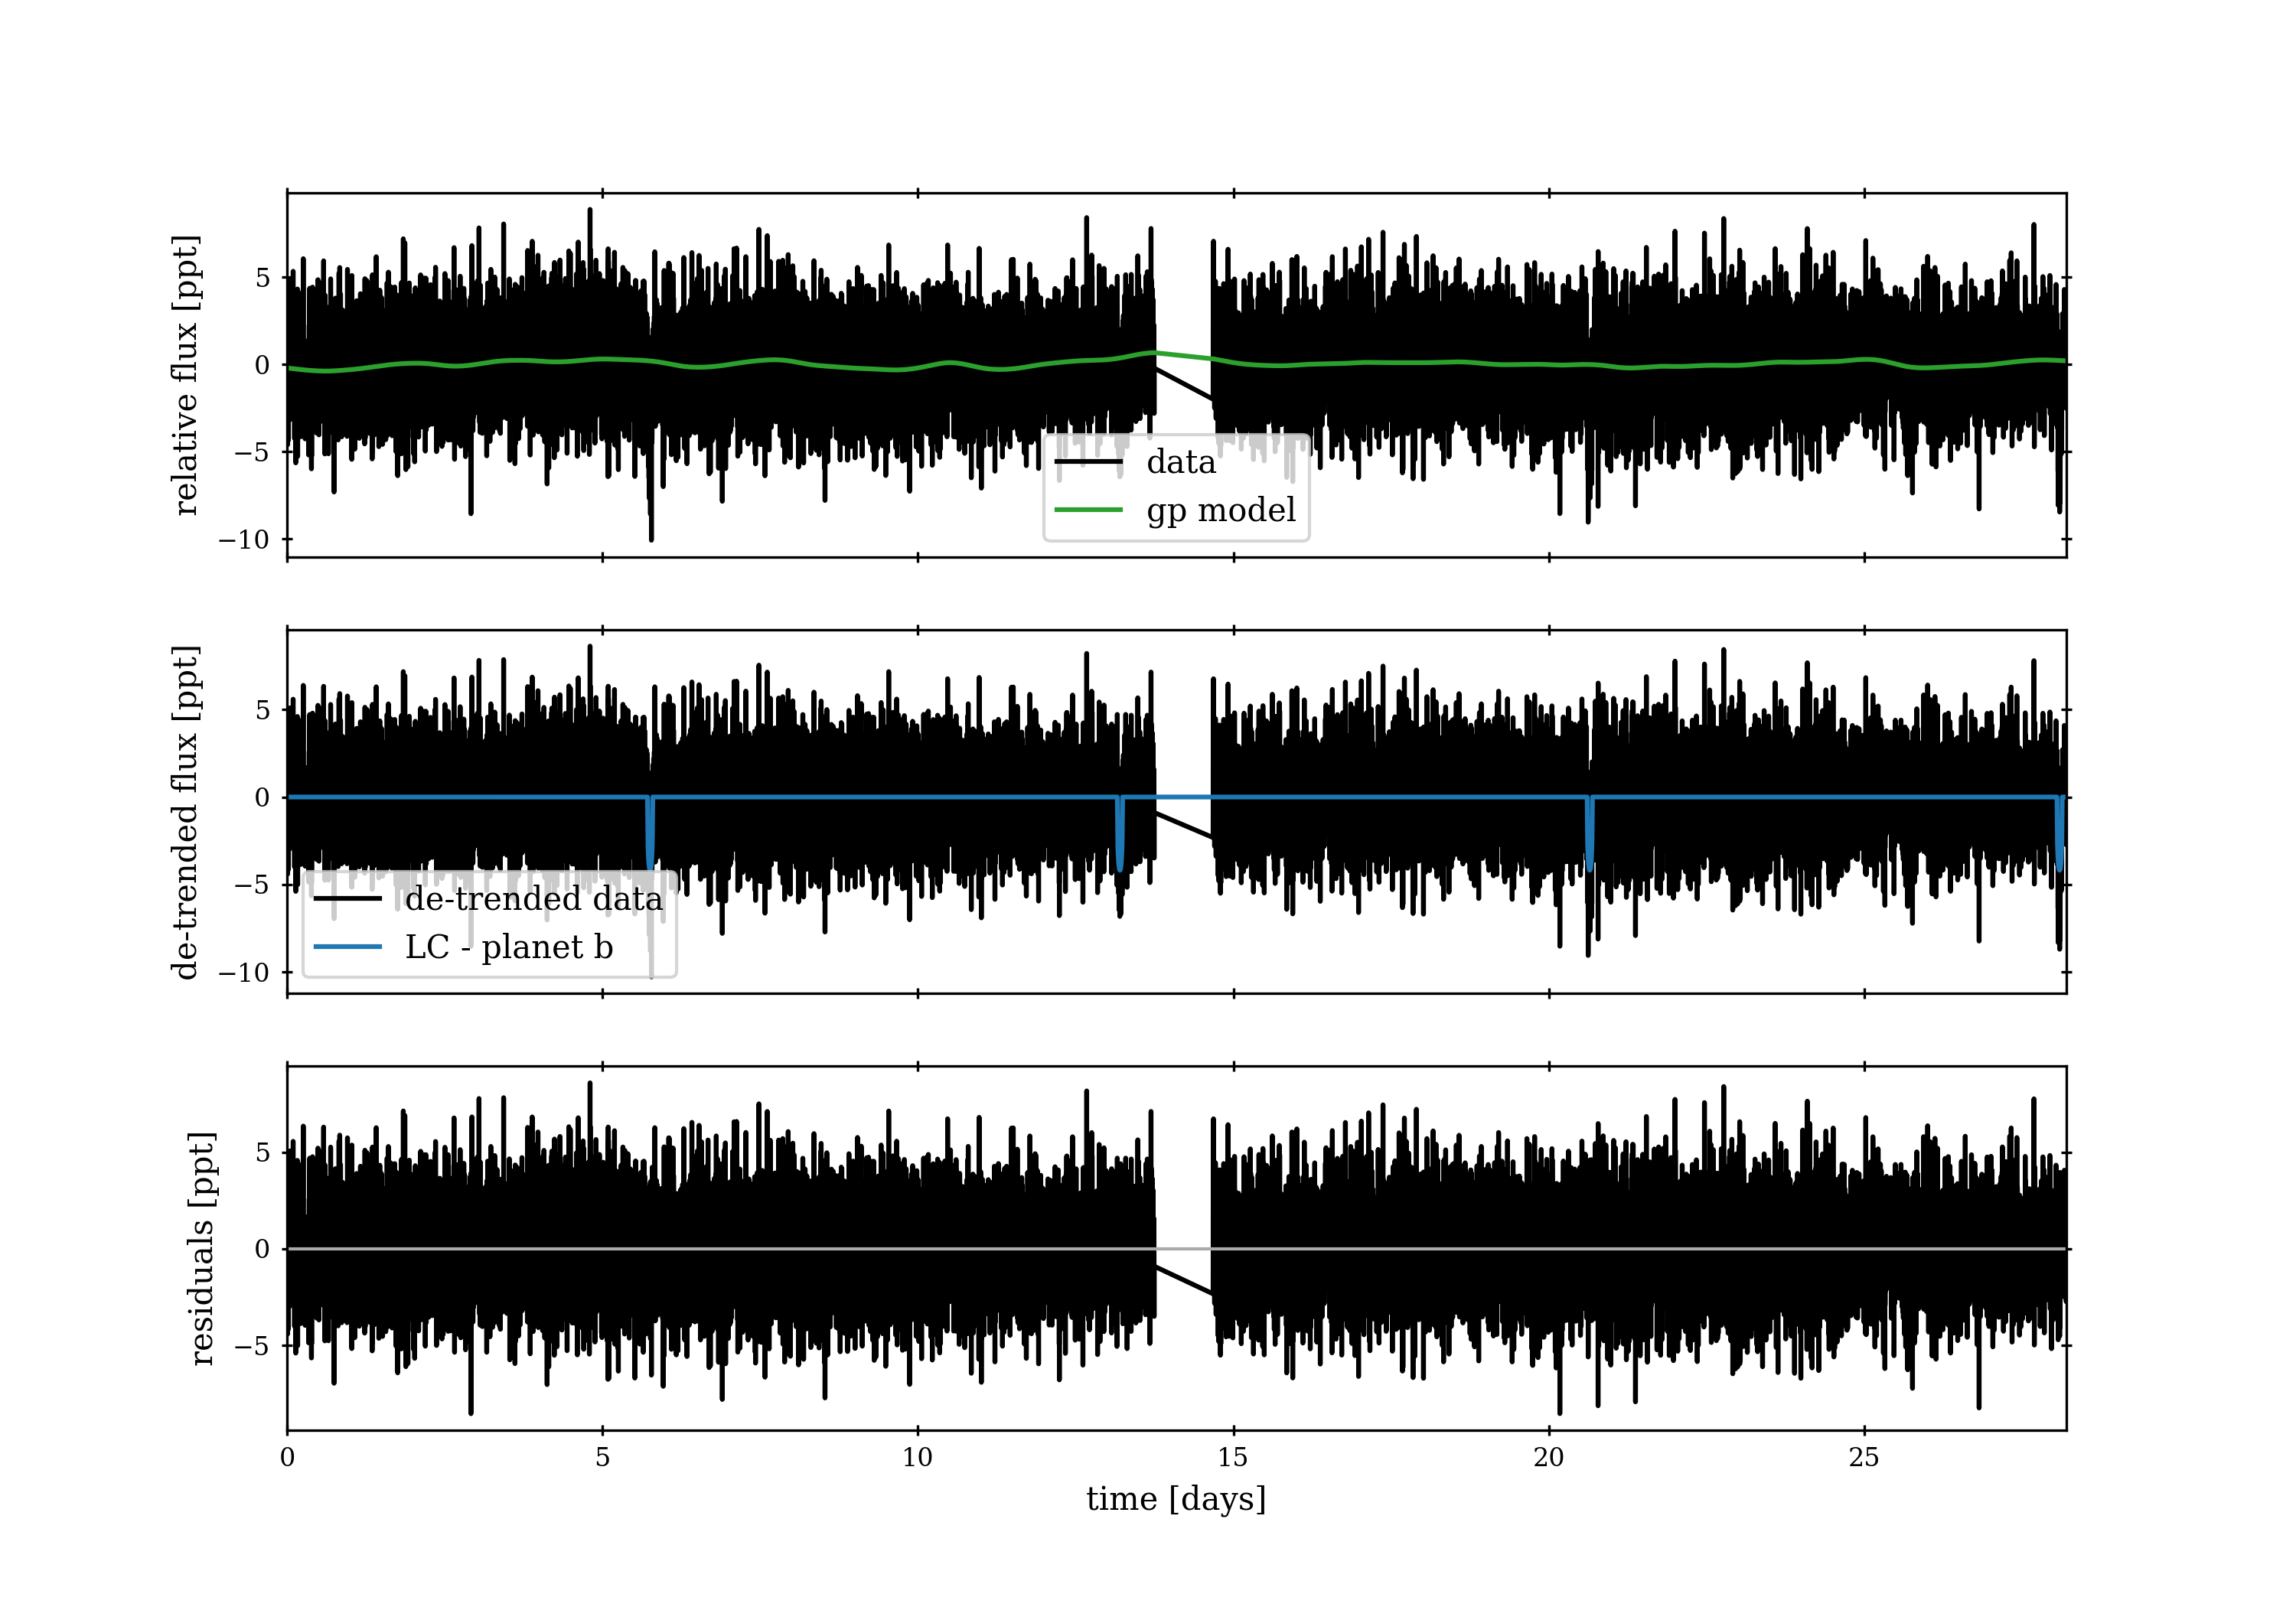 relative flux [ppt]
5
0
−5
−10
data
gp model
de-trended flux [ppt]
5
0
−5
−10
de-trended data
LC - planet b
residuals [ppt]
5
0
−5
0 5 10 15 20 25
time [days]